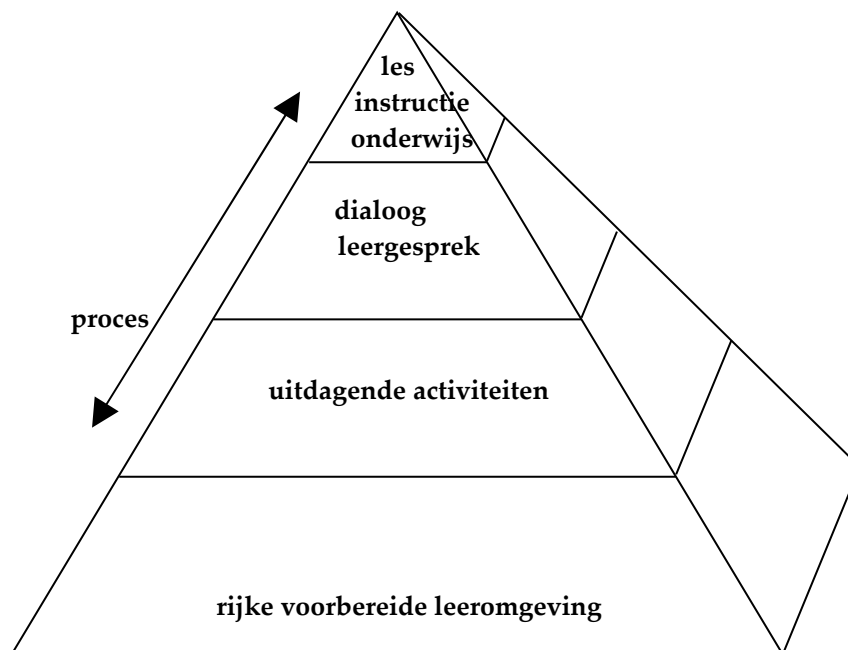 les
instructie
onderwijs
dialoog
leergesprek
proces
uitdagende activiteiten
rijke voorbereide leeromgeving